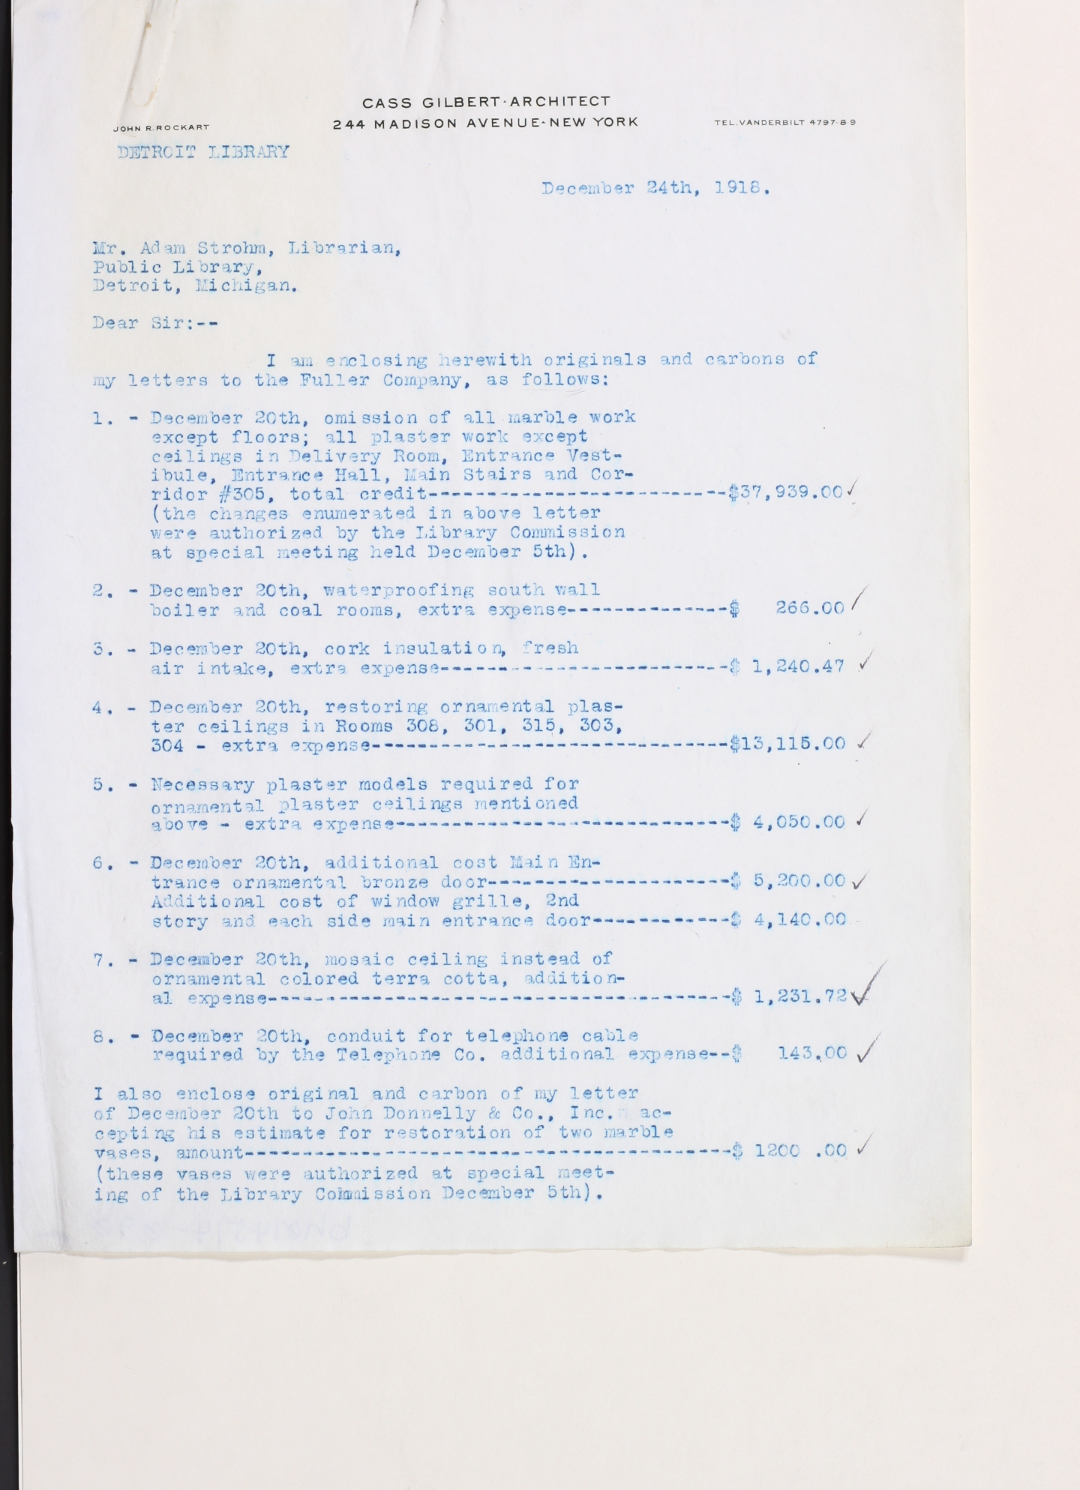 CASS GILBERT·ARCHITECT
JOHN R. ROCKART
244 MADISON AVENUE·NEW YORK
TEL. VANDERBILT 4797-8-9
DETROIT LIBRARY
December 24th, 1918.
Mr. Adam Strohm, Librarian,
Public Library,
Detroit, Michigan.
Dear Sir:--
I am enclosing herewith originals and carbons of
my letters to the Fuller Company, as follows:
1. - December 20th, omission of all marble work
except floors; all plaster work except
ceilings in Delivery Room, Entrance Vest-
ibule, Entrance Hall, Main Stairs and Cor-
ridor #305, total credit--------------------------$37,939.00✓
(the changes enumerated in above letter
were authorized by the Library Commission
at special meeting held December 5th).
2. - December 20th, waterproofing south wall
boiler and coal rooms, extra expense--------------$ 266.00 ✓
3. - December 20th, cork insulation, fresh
air intake, extra expense-------------------------$ 1,240.47 ✓
4. - December 20th, restoring ornamental plas-
ter ceilings in Rooms 308, 301, 315, 303,
304 - extra expense-------------------------------$13,115.00 ✓
5. - Necessary plaster models required for
ornamental plaster ceilings mentioned
above - extra expense-----------------------------$ 4,050.00 ✓
6. - December 20th, additional cost Main En-
trance ornamental bronze door---------------------$ 5,200.00 ✓
Additional cost of window grille, 2nd
story and each side main entrance door------------$ 4,140.00
7. - December 20th, mosaic ceiling instead of
ornamental colored terra cotta, addition-
al expense----------------------------------------$ 1,231.72 ✓
8. - December 20th, conduit for telephone cable
required by the Telephone Co. additional expense--$ 143.00 ✓
I also enclose original and carbon of my letter
of December 20th to John Donnelly & Co., Inc. ac-
cepting his estimate for restoration of two marble
vases, amount-------------------------------------------$ 1200 .00 ✓
(these vases were authorized at special meet-
ing of the Library Commission December 5th).